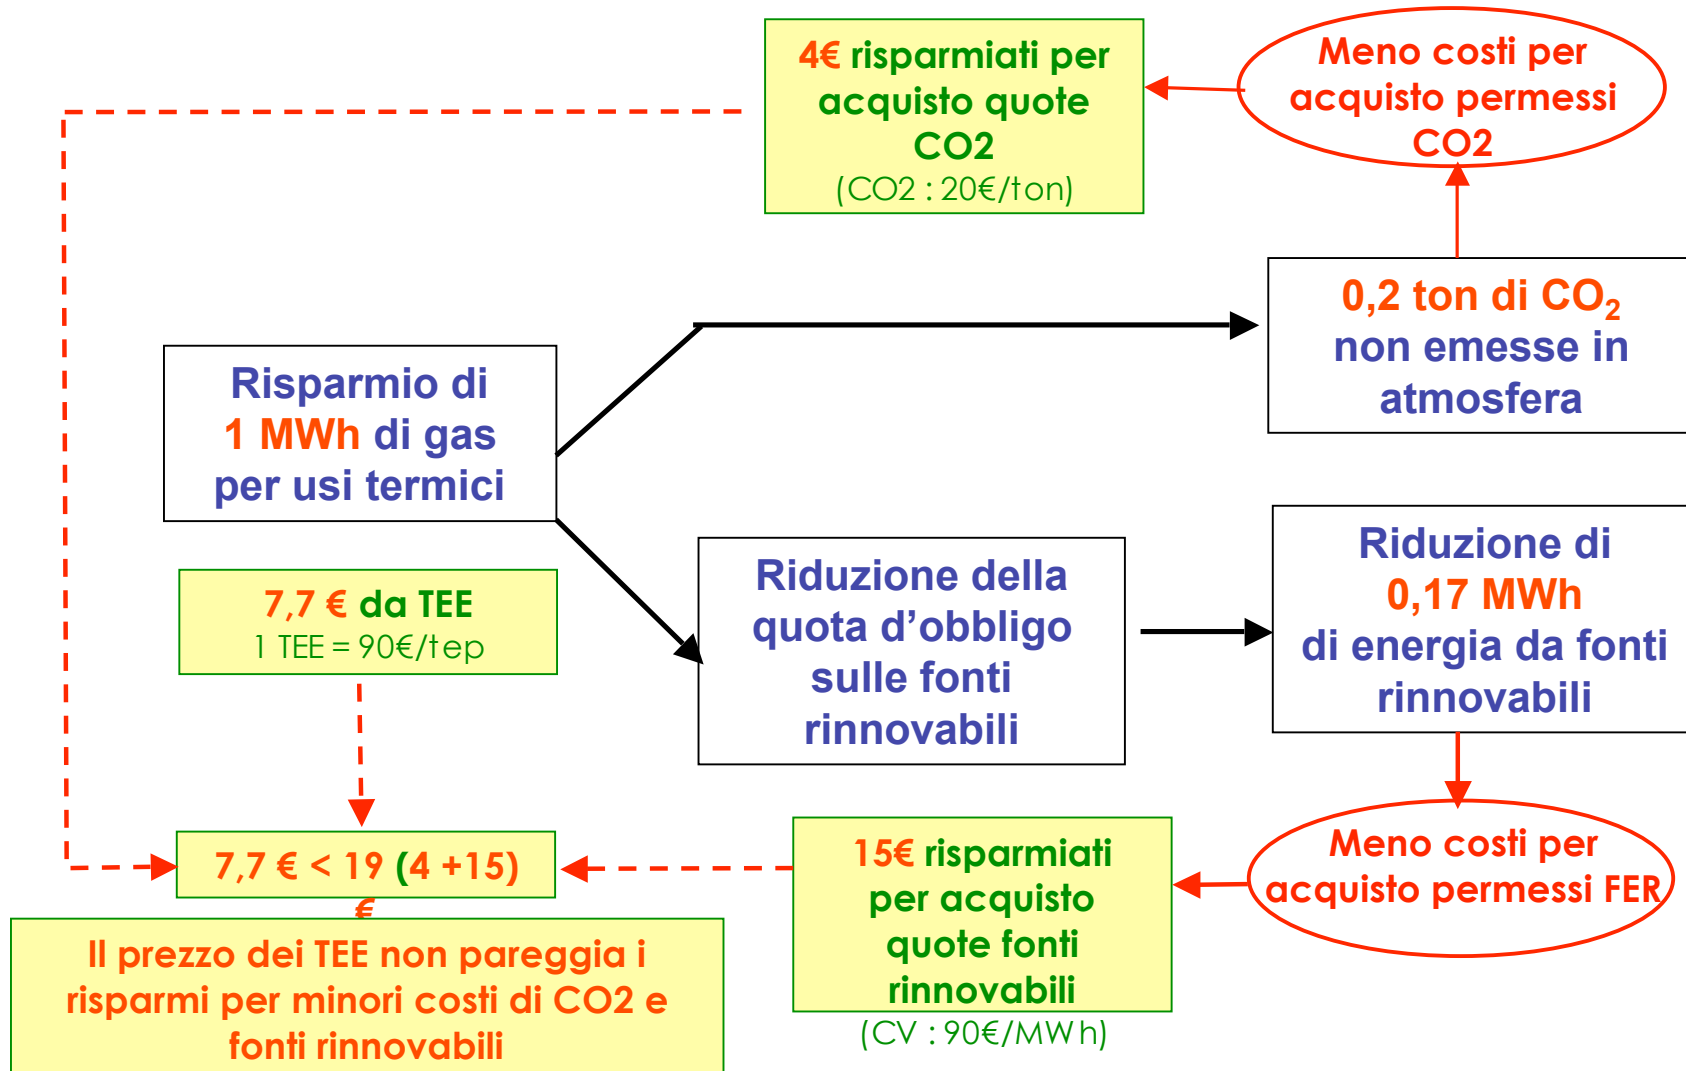 4€ risparmiati per
acquisto quote
CO2
(CO2 : 20€/ton)
Meno costi per
acquisto permessi
CO2
0,2 ton di CO₂
non emesse in
atmosfera
Risparmio di
1 MWh di gas
per usi termici
Riduzione della
quota d’obbligo
sulle fonti
rinnovabili
Riduzione di
0,17 MWh
di energia da fonti
rinnovabili
7,7 € da TEE
1 TEE = 90€/tep
7,7 € < 19 (4 +15)
€
15€ risparmiati
per acquisto
quote fonti
rinnovabili
(CV : 90€/MWh)
Meno costi per
acquisto permessi FER
Il prezzo dei TEE non pareggia i
risparmi per minori costi di CO2 e
fonti rinnovabili